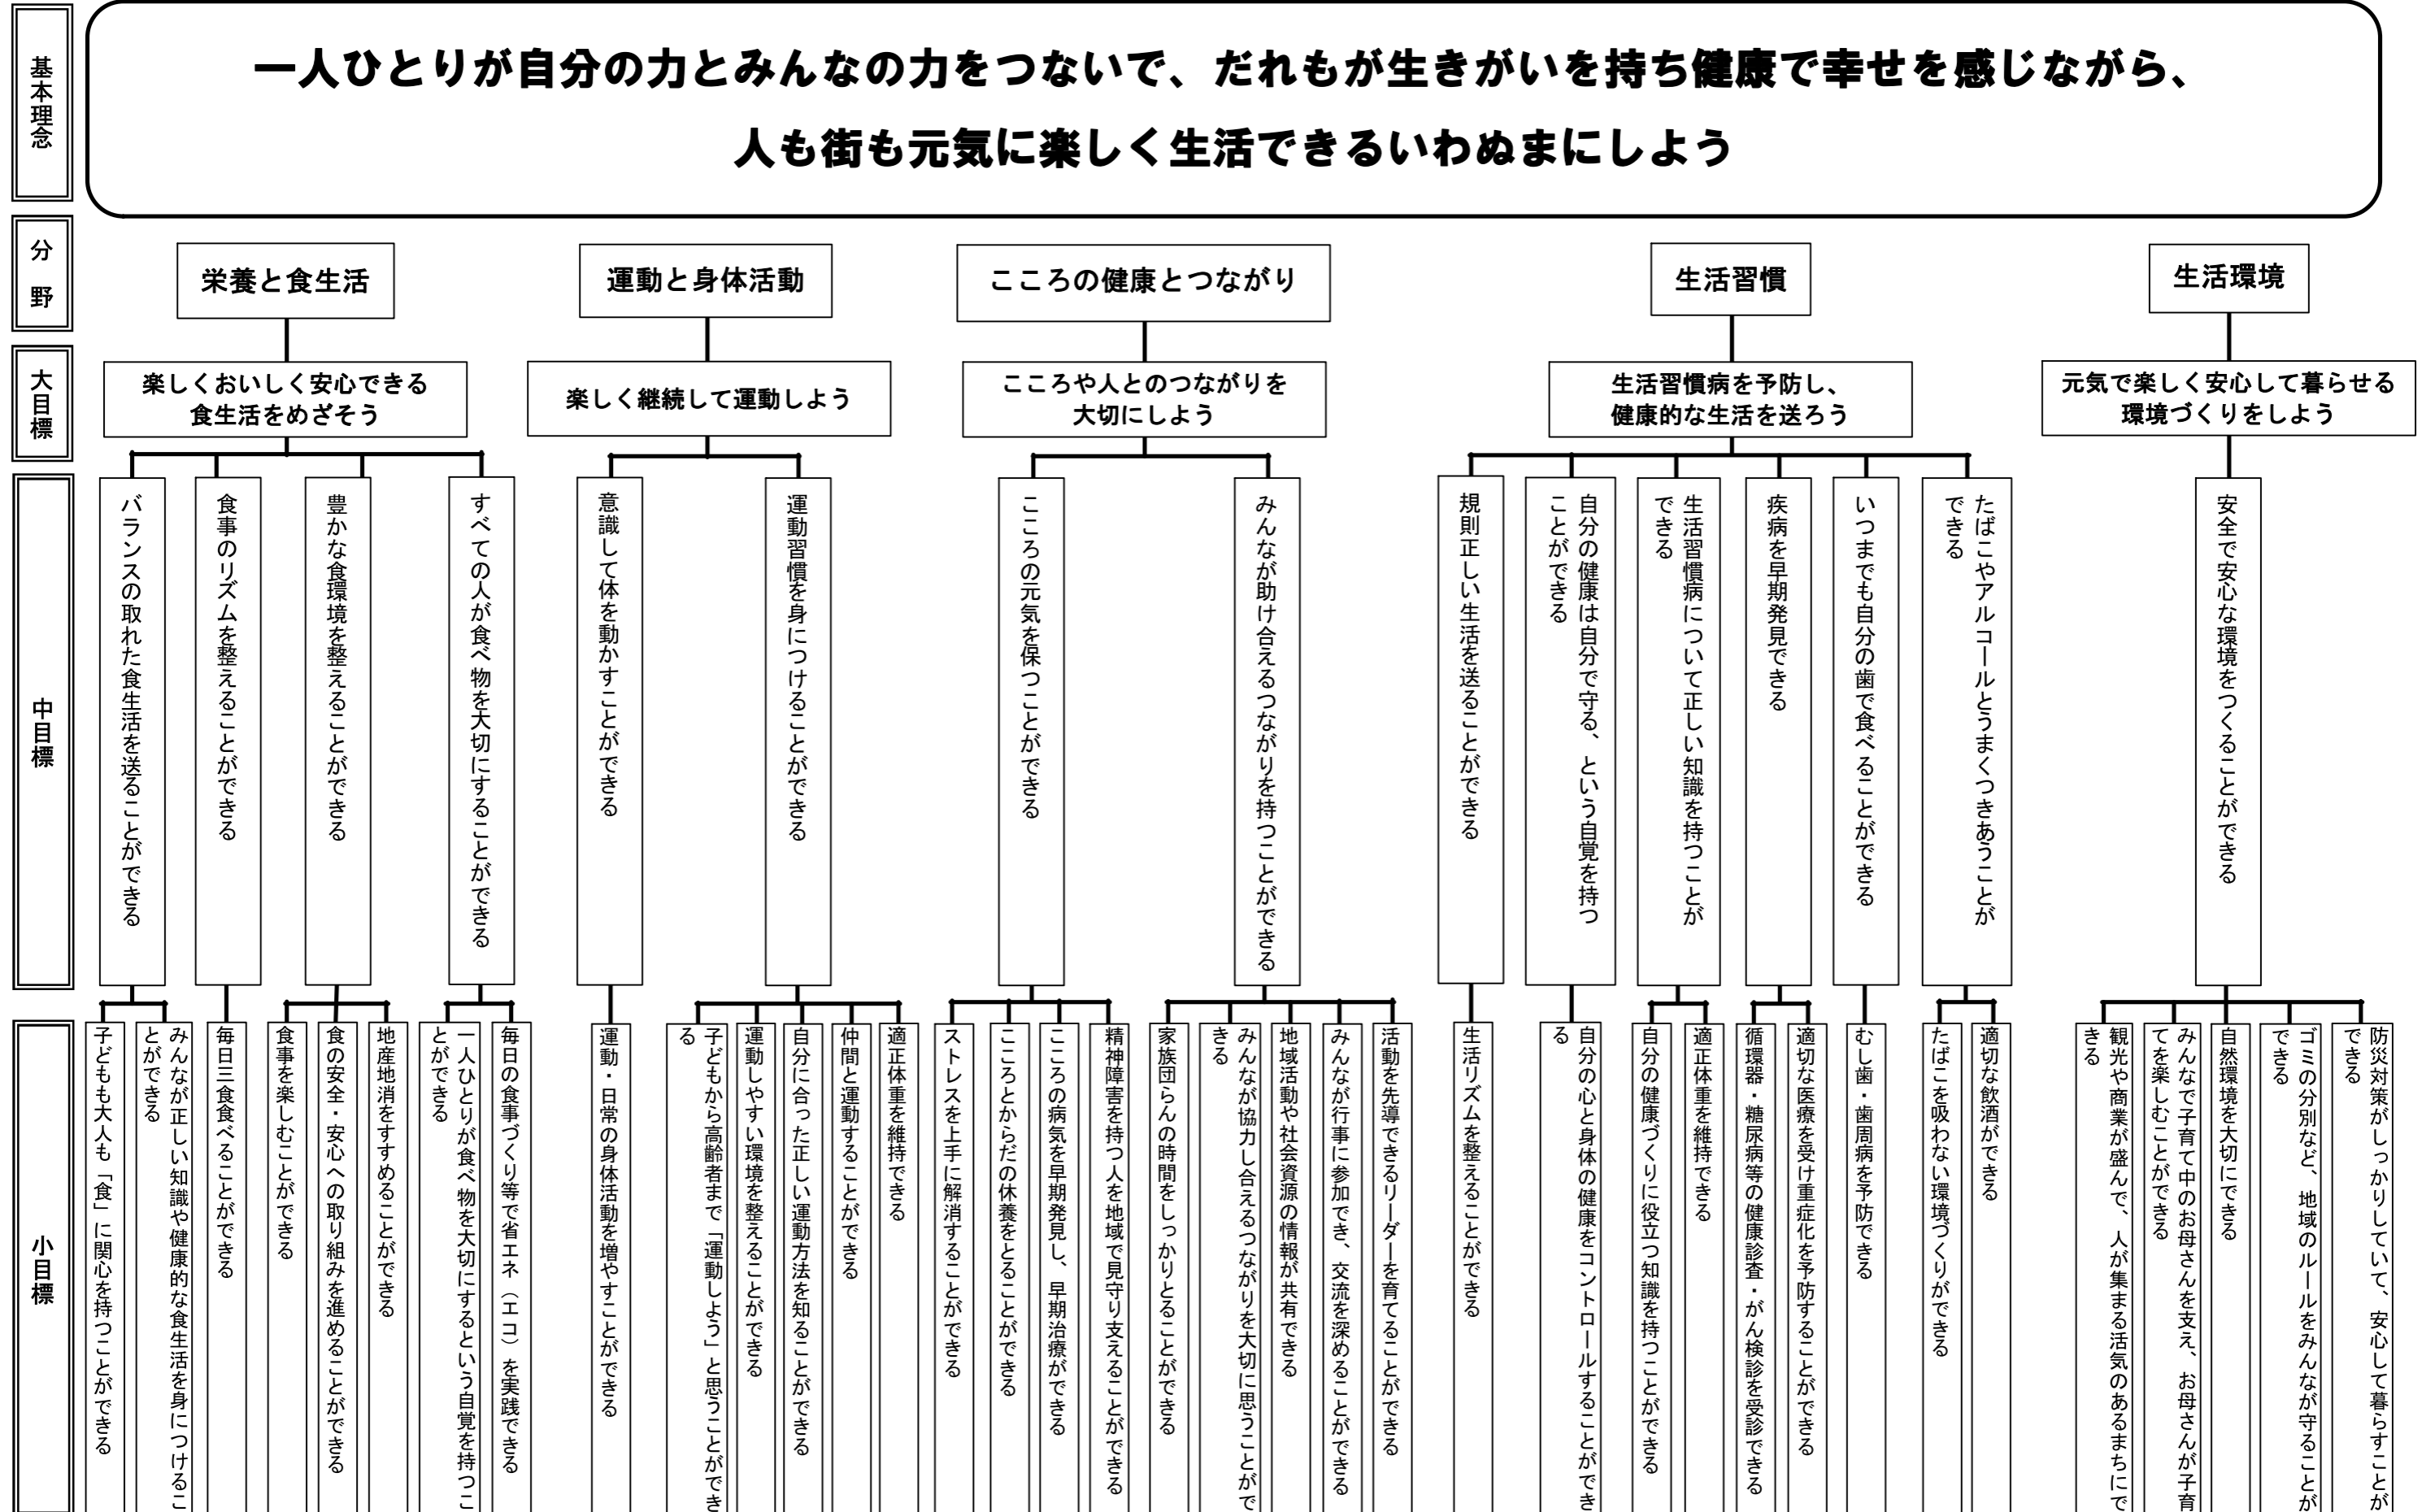 基本理念
一人ひとりが自分の力とみんなの力をつないで、だれもが生きがいを持ち健康で幸せを感じながら、
人も街も元気に楽しく生活できるいわぬまにしよう
分野
栄養と食生活
運動と身体活動
こころの健康とつながり
生活習慣
生活環境
大目標
楽しくおいしく安心できる
食生活をめざそう
楽しく継続して運動しよう
こころや人とのつながりを
大切にしよう
生活習慣病を予防し、
健康的な生活を送ろう
元気で楽しく安心して暮らせる
環境づくりをしよう
中目標
バランスの取れた食生活を送ることができる
食事のリズムを整えることができる
豊かな食環境を整えることができる
すべての人が食べ物を大切にすることができる
意識して体を動かすことができる
運動習慣を身につけることができる
こころの元気を保つことができる
みんなが助け合えるつながりを持つことができる
規則正しい生活を送ることができる
自分の健康は自分で守る、という自覚を持つ
ことができる
生活習慣病について正しい知識を持つことが
できる
疾病を早期発見できる
いつまでも自分の歯で食べることができる
たばこやアルコールとうまくつきあうことが
できる
安全で安心な環境をつくることができる
小目標
子どもも大人も「食」に関心を持つことができる
みんなが正しい知識や健康的な食生活を身につけるこ
とができる
毎日三食食べることができる
食事を楽しむことができる
食の安全・安心への取り組みを進めることができる
地産地消をすすめることができる
一人ひとりが食べ物を大切にするという自覚を持つこ
とができる
毎日の食事づくり等で省エネ（エコ）を実践できる
運動・日常の身体活動を増やすことができる
子どもから高齢者まで「運動しよう」と思うことができ
る
運動しやすい環境を整えることができる
自分に合った正しい運動方法を知ることができる
仲間と運動することができる
適正体重を維持できる
ストレスを上手に解消することができる
こころとからだの休養をとることができる
こころの病気を早期発見し、早期治療ができる
精神障害を持つ人を地域で見守り支えることができる
家族団らんの時間をしっかりとることができる
みんなが協力し合えるつながりを大切に思うことがで
きる
地域活動や社会資源の情報が共有できる
みんなが行事に参加でき、交流を深めることができる
活動を先導できるリーダーを育てることができる
生活リズムを整えることができる
自分の心と身体の健康をコントロールすることができ
る
自分の健康づくりに役立つ知識を持つことができる
適正体重を維持できる
循環器・糖尿病等の健康診査・がん検診を受診できる
適切な医療を受け重症化を予防することができる
むし歯・歯周病を予防できる
たばこを吸わない環境づくりができる
適切な飲酒ができる
観光や商業が盛んで、人が集まる活気のあるまちにで
きる
みんなで子育て中のお母さんを支え、お母さんが子育
てを楽しむことができる
自然環境を大切にできる
ゴミの分別など、地域のルールをみんなが守ることが
できる
防災対策がしっかりしていて、安心して暮らすことが
できる